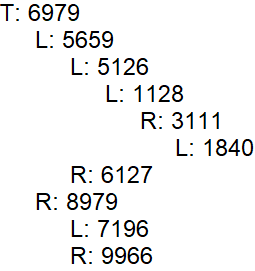 T: 6979
L: 5659
L: 5126
L: 1128
R: 3111
L: 1840
R: 6127
R: 8979
L: 7196
R: 9966